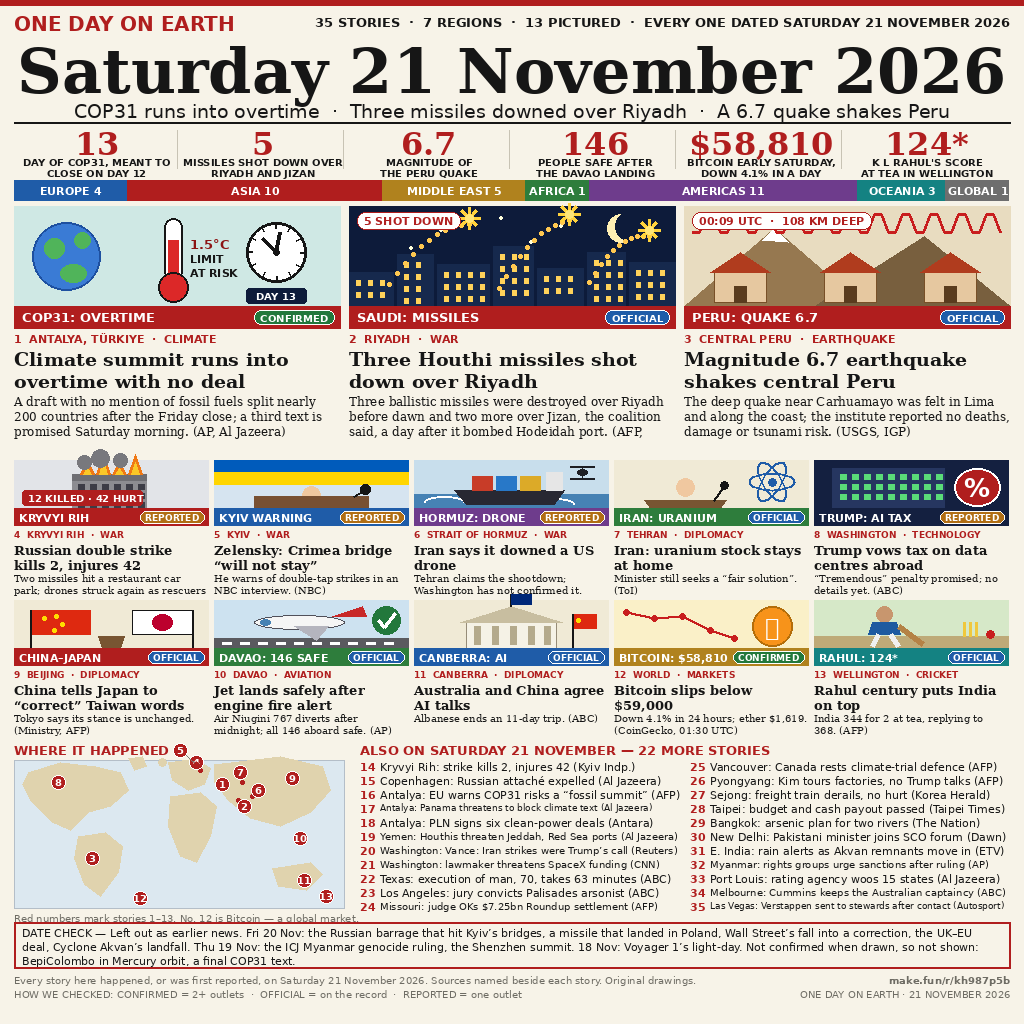 ONE DAY ON EARTH
35 STORIES · 7 REGIONS · 13 PICTURED · EVERY ONE DATED SATURDAY 21 NOVEMBER 2026
Saturday 21 November 2026
COP31 runs into overtime · Three missiles downed over Riyadh · A 6.7 quake shakes Peru
13
DAY OF COP31, MEANT TO
CLOSE ON DAY 12
5
MISSILES SHOT DOWN OVER
RIYADH AND JIZAN
6.7
MAGNITUDE OF
THE PERU QUAKE
146
PEOPLE SAFE AFTER
THE DAVAO LANDING
$58,810
BITCOIN EARLY SATURDAY,
DOWN 4.1% IN A DAY
124*
K L RAHUL'S SCORE
AT TEA IN WELLINGTON
EUROPE 4
ASIA 10
MIDDLE EAST 5
AFRICA 1
AMERICAS 11
OCEANIA 3
GLOBAL 1
1.5°C
LIMIT
AT RISK
DAY 13
COP31: OVERTIME
CONFIRMED
1 ANTALYA, TÜRKIYE · CLIMATE
Climate summit runs into
overtime with no deal
A draft with no mention of fossil fuels split nearly
200 countries after the Friday close; a third text is
promised Saturday morning. (AP, Al Jazeera)
5 SHOT DOWN
SAUDI: MISSILES
OFFICIAL
2 RIYADH · WAR
Three Houthi missiles shot
down over Riyadh
Three ballistic missiles were destroyed over Riyadh
before dawn and two more over Jizan, the coalition
said, a day after it bombed Hodeidah port. (AFP,
00:09 UTC · 108 KM DEEP
PERU: QUAKE 6.7
OFFICIAL
3 CENTRAL PERU · EARTHQUAKE
Magnitude 6.7 earthquake
shakes central Peru
The deep quake near Carhuamayo was felt in Lima
and along the coast; the institute reported no deaths,
damage or tsunami risk. (USGS, IGP)
12 KILLED · 42 HURT
KRYVYI RIH
REPORTED
4 KRYVYI RIH · WAR
Russian double strike
kills 2, injures 42
Two missiles hit a restaurant car
park; drones struck again as rescuers
KYIV WARNING
REPORTED
5 KYIV · WAR
Zelensky: Crimea bridge
“will not stay”
He warns of double-tap strikes in an
NBC interview. (NBC)
HORMUZ: DRONE
REPORTED
6 STRAIT OF HORMUZ · WAR
Iran says it downed a US
drone
Tehran claims the shootdown;
Washington has not confirmed it.
IRAN: URANIUM
OFFICIAL
7 TEHRAN · DIPLOMACY
Iran: uranium stock stays
at home
Minister still seeks a “fair solution”.
(ToI)
%
TRUMP: AI TAX
REPORTED
8 WASHINGTON · TECHNOLOGY
Trump vows tax on data
centres abroad
“Tremendous” penalty promised; no
details yet. (ABC)
CHINA–JAPAN
OFFICIAL
9 BEIJING · DIPLOMACY
China tells Japan to
“correct” Taiwan words
Tokyo says its stance is unchanged.
(Ministry, AFP)
DAVAO: 146 SAFE
OFFICIAL
10 DAVAO · AVIATION
Jet lands safely after
engine fire alert
Air Niugini 767 diverts after
midnight; all 146 aboard safe. (AP)
CANBERRA: AI
OFFICIAL
11 CANBERRA · DIPLOMACY
Australia and China agree
AI talks
Albanese ends an 11-day trip. (ABC)
BITCOIN: $58,810
CONFIRMED
12 WORLD · MARKETS
Bitcoin slips below
$59,000
Down 4.1% in 24 hours; ether $1,619.
(CoinGecko, 01:30 UTC)
RAHUL: 124*
OFFICIAL
13 WELLINGTON · CRICKET
Rahul century puts India
on top
India 344 for 2 at tea, replying to
368. (AFP)
WHERE IT HAPPENED
5
8
7
1
6
9
2
10
3
11
12
13
Red numbers mark stories 1–13. No. 12 is Bitcoin — a global market.
ALSO ON SATURDAY 21 NOVEMBER — 22 MORE STORIES
14 Kryvyi Rih: strike kills 2, injures 42 (Kyiv Indp.)
15 Copenhagen: Russian attaché expelled (Al Jazeera)
16 Antalya: EU warns COP31 risks a “fossil summit” (AFP)
17 Antalya: Panama threatens to block climate text (Al Jazeera)
18 Antalya: PLN signs six clean-power deals (Antara)
19 Yemen: Houthis threaten Jeddah, Red Sea ports (Al Jazeera)
20 Washington: Vance: Iran strikes were Trump’s call (Reuters)
21 Washington: lawmaker threatens SpaceX funding (CNN)
22 Texas: execution of man, 70, takes 63 minutes (ABC)
23 Los Angeles: jury convicts Palisades arsonist (ABC)
24 Missouri: judge OKs $7.25bn Roundup settlement (AFP)
25 Vancouver: Canada rests climate-trial defence (AFP)
26 Pyongyang: Kim tours factories, no Trump talks (AFP)
27 Sejong: freight train derails, no hurt (Korea Herald)
28 Taipei: budget and cash payout passed (Taipei Times)
29 Bangkok: arsenic plan for two rivers (The Nation)
30 New Delhi: Pakistani minister joins SCO forum (Dawn)
31 E. India: rain alerts as Akvan remnants move in (ETV)
32 Myanmar: rights groups urge sanctions after ruling (AP)
33 Port Louis: rating agency woos 15 states (Al Jazeera)
34 Melbourne: Cummins keeps the Australian captaincy (ABC)
35 Las Vegas: Verstappen sent to stewards after contact (Autosport)
DATE CHECK — Left out as earlier news. Fri 20 Nov: the Russian barrage that hit Kyiv’s bridges, a missile that landed in Poland, Wall Street’s fall into a correction, the UK–EU
deal, Cyclone Akvan’s landfall. Thu 19 Nov: the ICJ Myanmar genocide ruling, the Shenzhen summit. 18 Nov: Voyager 1’s light-day. Not confirmed when drawn, so not shown:
BepiColombo in Mercury orbit, a final COP31 text.
Every story here happened, or was first reported, on Saturday 21 November 2026. Sources named beside each story. Original drawings.
make.fun/r/kh987p5b
HOW WE CHECKED: CONFIRMED = 2+ outlets · OFFICIAL = on the record · REPORTED = one outlet
ONE DAY ON EARTH · 21 NOVEMBER 2026